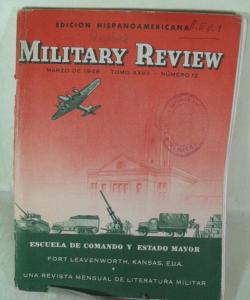 EDICION HISPANOAMERICANA
MILITARY REVIEW
MARZO DE 1948 - TOMO XXVII - NÚMERO 12
ESCUELA DE COMANDO Y ESTADO MAYOR
FORT LEAVENWORTH, KANSAS, E.U.A.
UNA REVISTA MENSUAL DE LITERATURA MILITAR